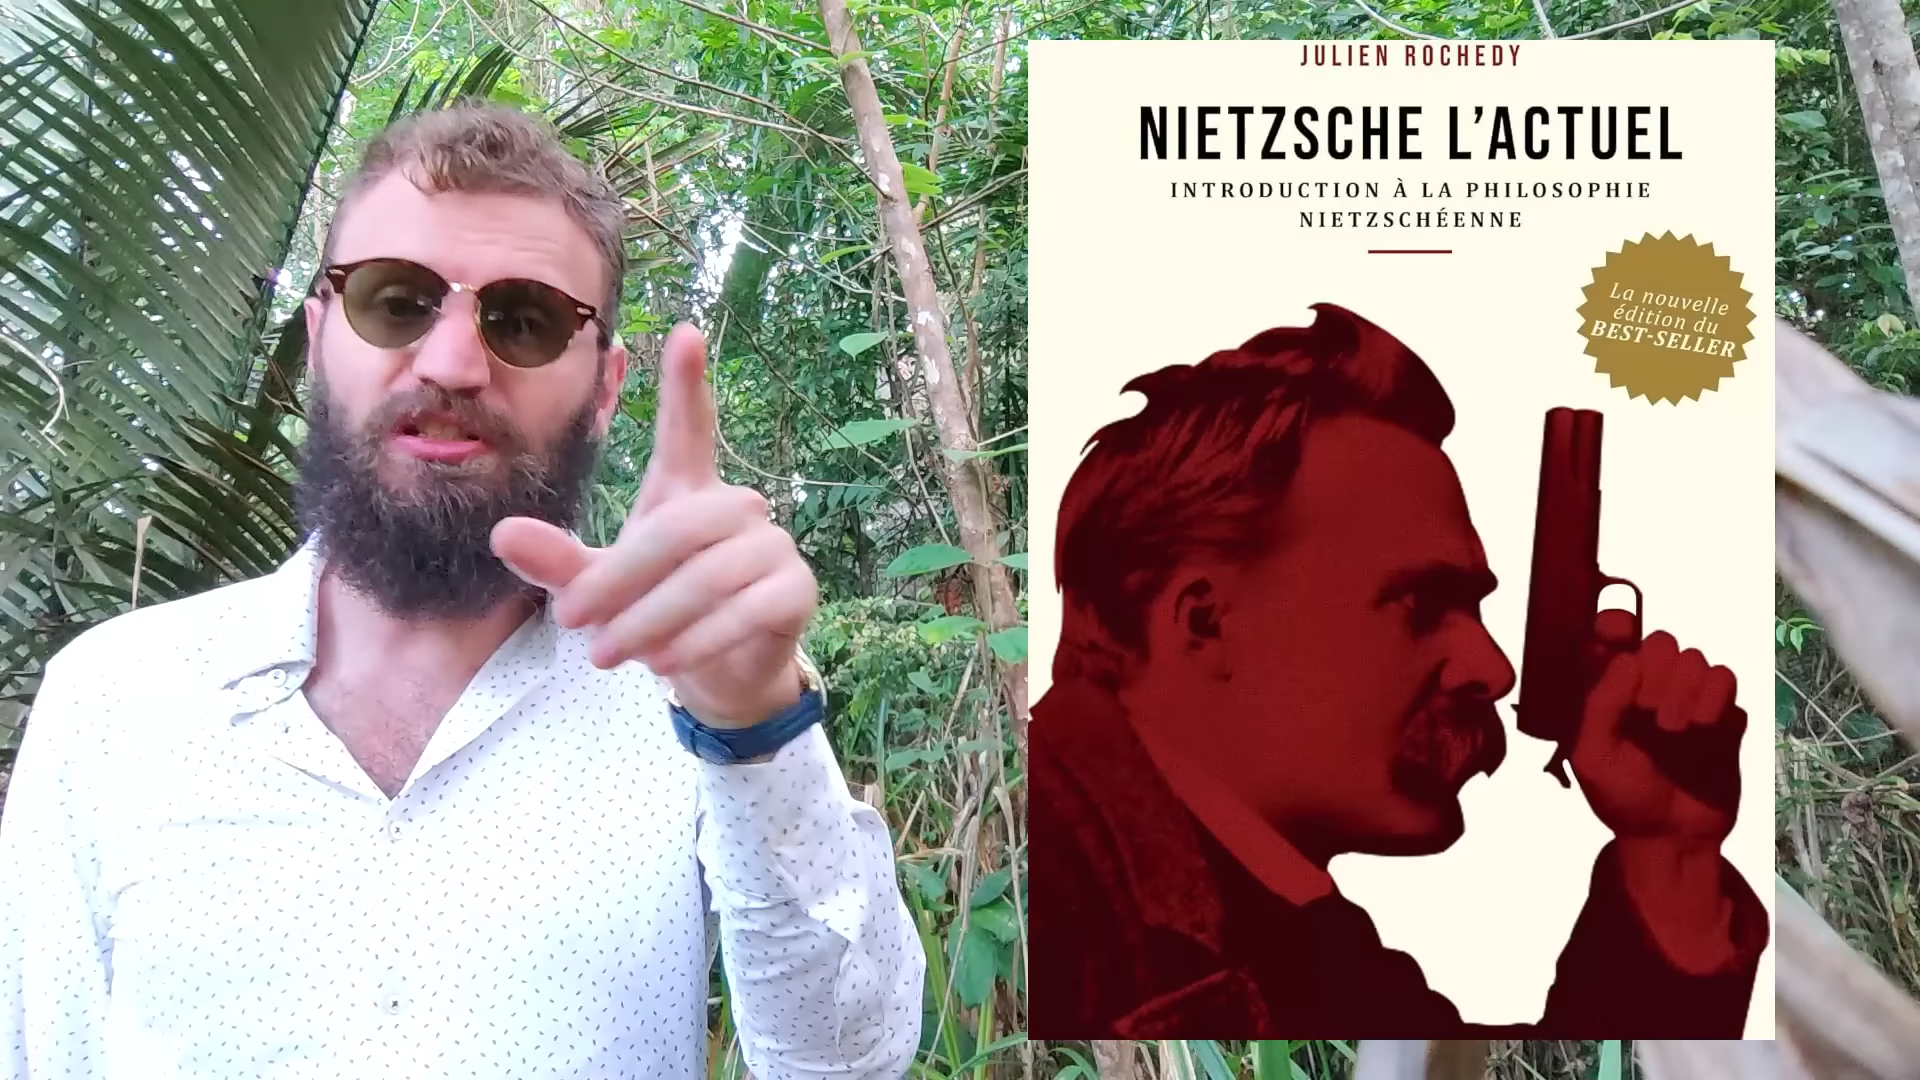 JULIEN ROCHEDY
NIETZSCHE L'ACTUEL
INTRODUCTION À LA PHILOSOPHIE
NIETZSCHÉENNE
La nouvelle
édition du
BEST-SELLER